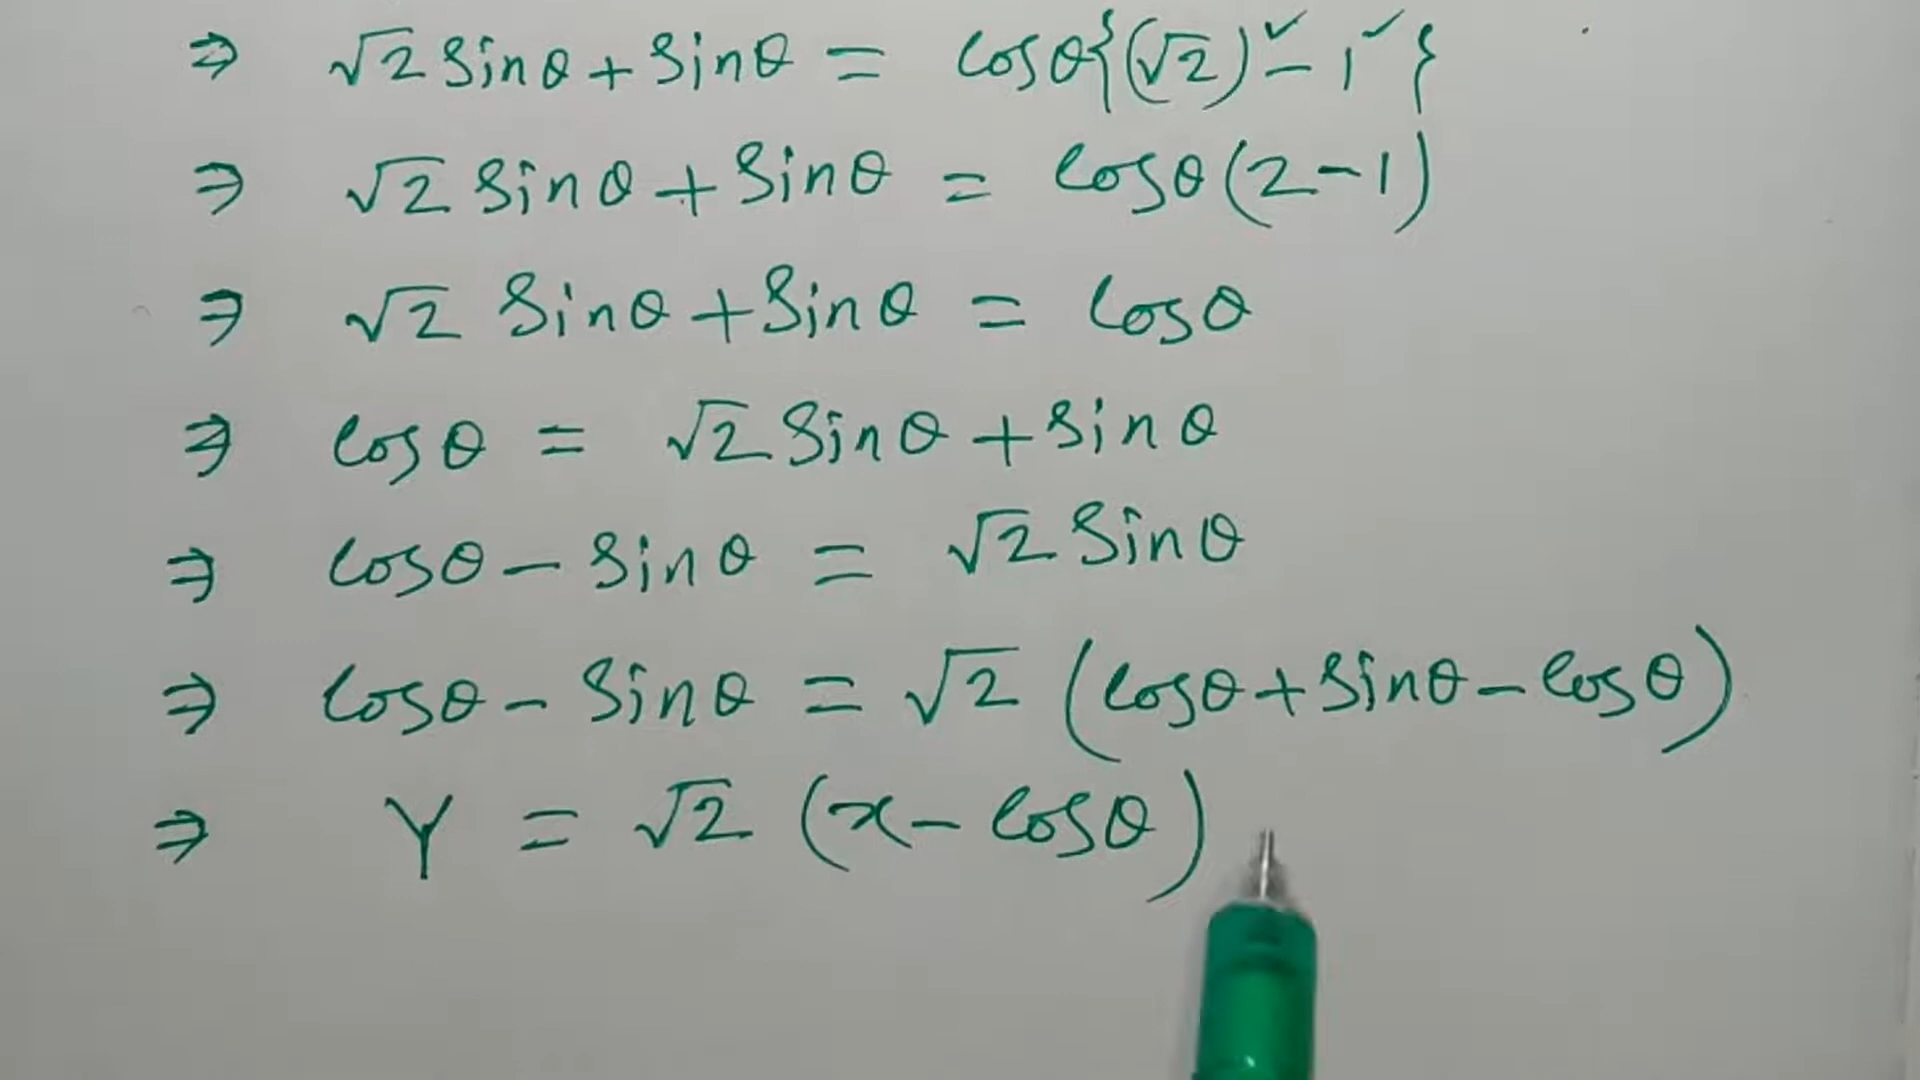 ⇒ √2 Sinθ + Sinθ = Cosθ{(√2)² - 1²}
⇒ √2 Sinθ + Sinθ = Cosθ(2-1)
⇒ √2 Sinθ + Sinθ = Cosθ
⇒ Cosθ = √2 Sinθ + Sinθ
⇒ Cosθ - Sinθ = √2 Sinθ
⇒ Cosθ - Sinθ = √2 (Cosθ + Sinθ - Cosθ)
⇒ Y = √2 (x - Cosθ)